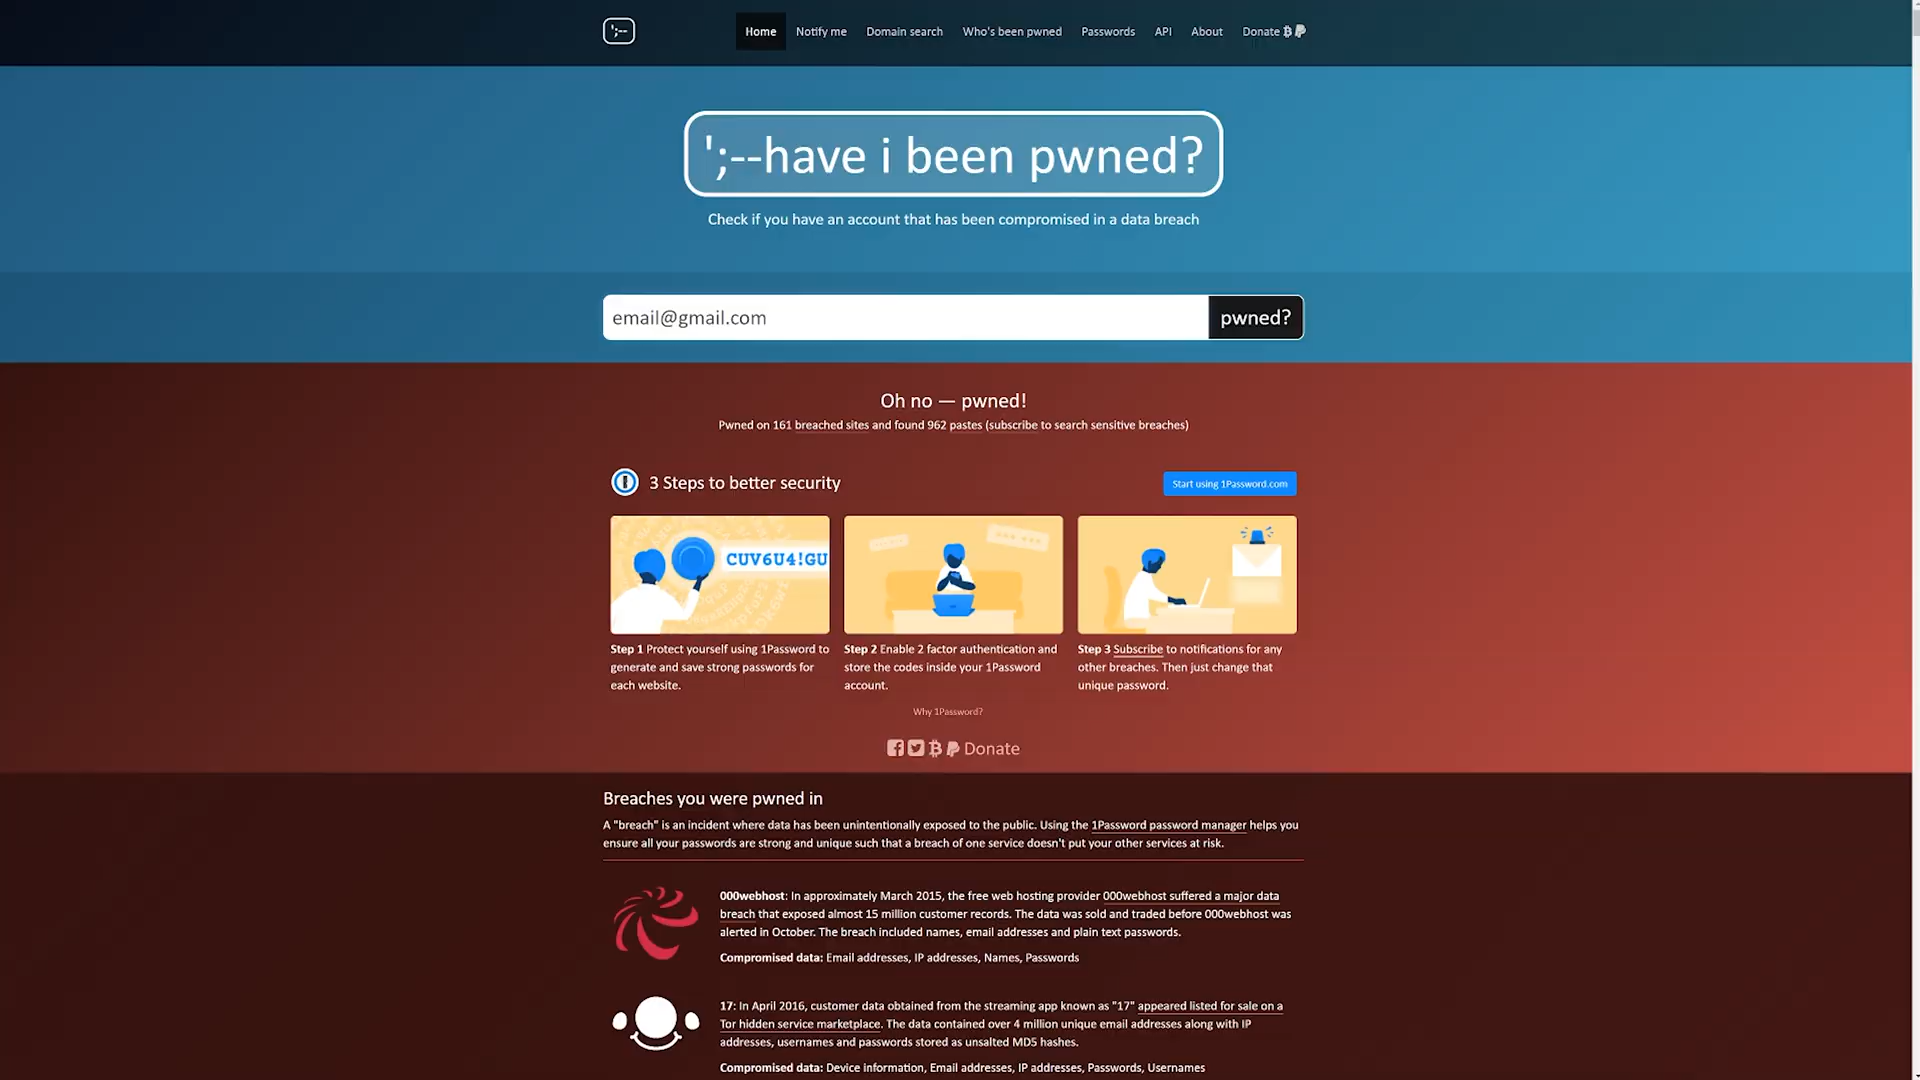 ';--
Home
Notify me
Domain search
Who's been pwned
Passwords
API
About
Donate
';--have i been pwned?
Check if you have an account that has been compromised in a data breach
email@gmail.com
pwned?
Oh no — pwned!
Pwned on 161 breached sites and found 962 pastes (subscribe to search sensitive breaches)
3 Steps to better security
Start using 1Password.com
CUV6U4!GU
Step 1 Protect yourself using 1Password to
generate and save strong passwords for
each website.
Step 2 Enable 2 factor authentication and
store the codes inside your 1Password
account.
Step 3 Subscribe to notifications for any
other breaches. Then just change that
unique password.
Why 1Password?
Donate
Breaches you were pwned in
A "breach" is an incident where data has been unintentionally exposed to the public. Using the 1Password password manager helps you
ensure all your passwords are strong and unique such that a breach of one service doesn't put your other services at risk.
000webhost: In approximately March 2015, the free web hosting provider 000webhost suffered a major data
breach that exposed almost 15 million customer records. The data was sold and traded before 000webhost was
alerted in October. The breach included names, email addresses and plain text passwords.
Compromised data: Email addresses, IP addresses, Names, Passwords
17: In April 2016, customer data obtained from the streaming app known as "17" appeared listed for sale on a
Tor hidden service marketplace. The data contained over 4 million unique email addresses along with IP
addresses, usernames and passwords stored as unsalted MD5 hashes.
Compromised data: Device information, Email addresses, IP addresses, Passwords, Usernames